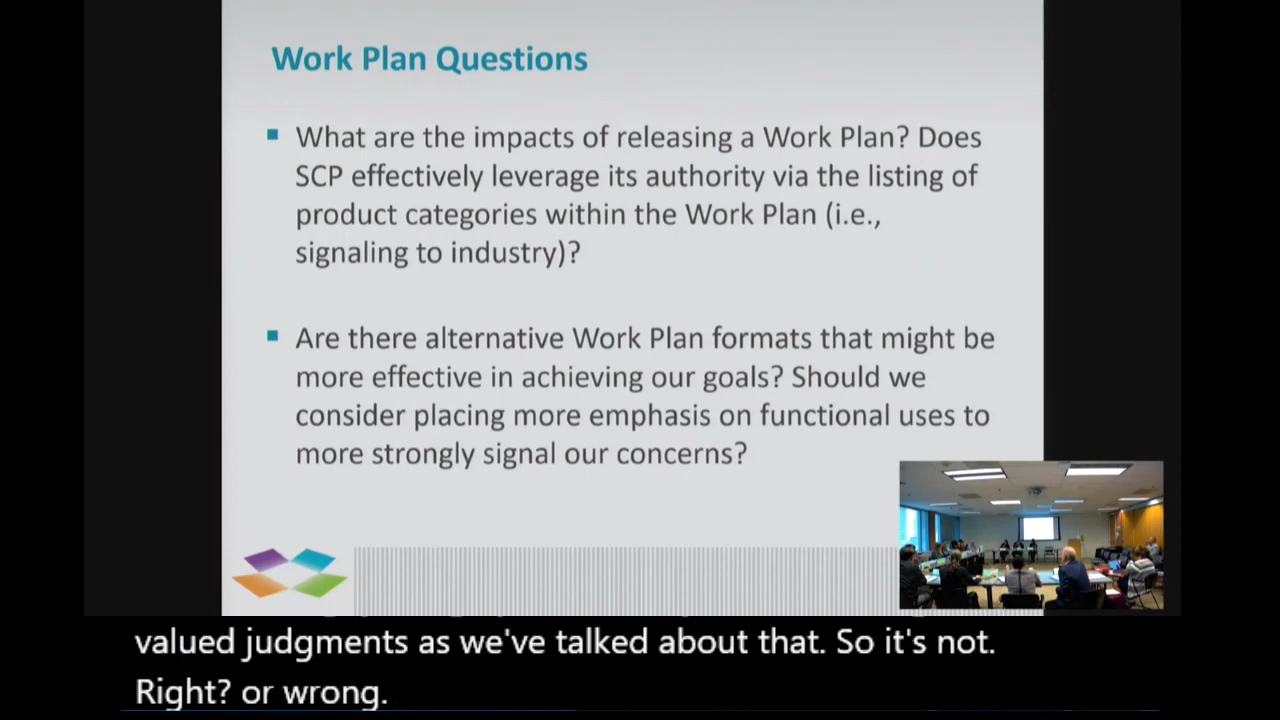 Work Plan Questions
What are the impacts of releasing a Work Plan? Does
SCP effectively leverage its authority via the listing of
product categories within the Work Plan (i.e.,
signaling to industry)?
Are there alternative Work Plan formats that might be
more effective in achieving our goals? Should we
consider placing more emphasis on functional uses to
more strongly signal our concerns?
valued judgments as we've talked about that. So it's not.
Right? or wrong.